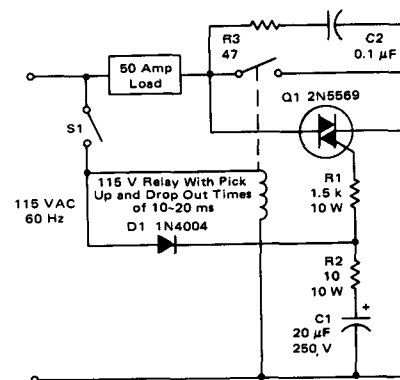 R3
47
C2
0.1 μF
50 Amp
Load
Q1 2N5569
S1
R1
1.5 k
10 W
115 V Relay With Pick
Up and Drop Out Times
of 10~20 ms
115 VAC
60 Hz
D1 1N4004
R2
10
10 W
+
C1
20 μF
250 V